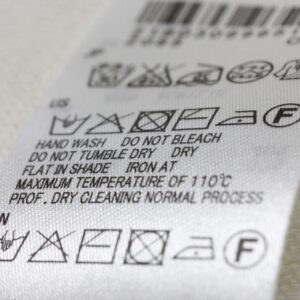 US
HAND WASH DO NOT BLEACH
DO NOT TUMBLE DRY DRY
FLAT IN SHADE IRON AT
MAXIMUM TEMPERATURE OF 110°C
PROF. DRY CLEANING NORMAL PROCESS
F
N
F